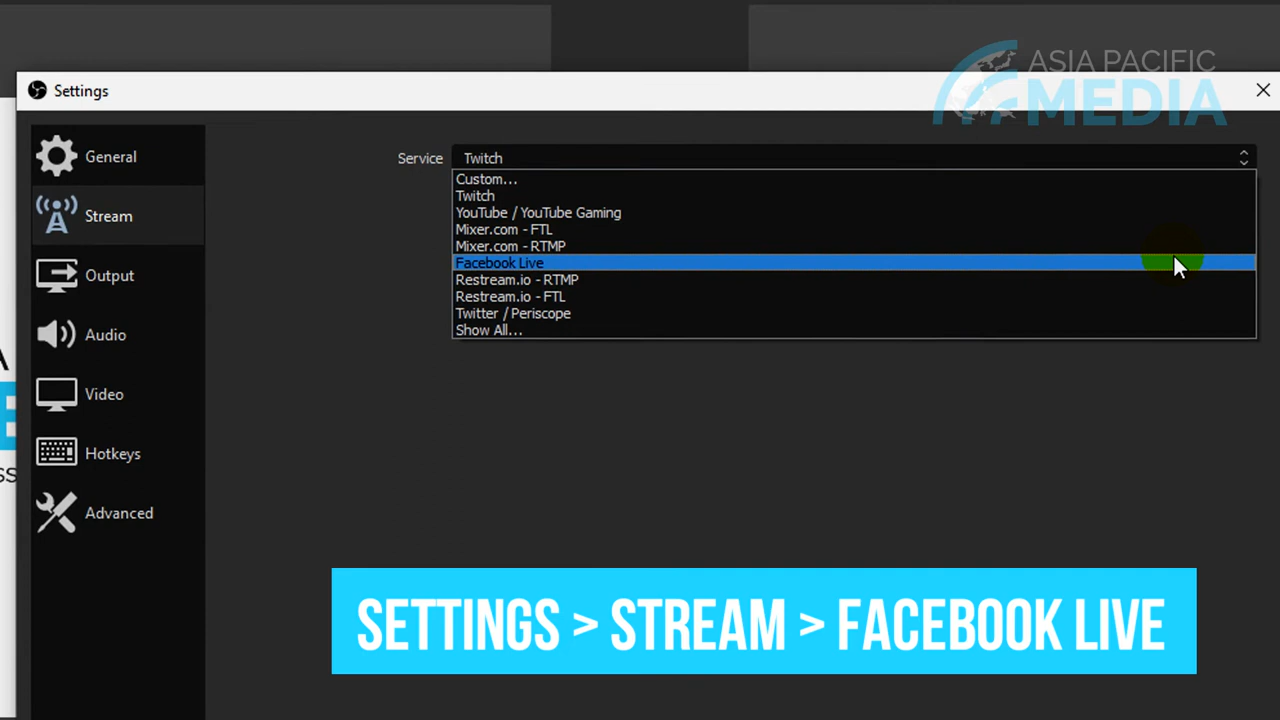 ASIA PACIFIC
MEDIA
Settings
General
Stream
Output
Audio
Video
Hotkeys
Advanced
Service
Twitch
Custom...
Twitch
YouTube / YouTube Gaming
Mixer.com - FTL
Mixer.com - RTMP
Facebook Live
Restream.io - RTMP
Restream.io - FTL
Twitter / Periscope
Show All...
SETTINGS > STREAM > FACEBOOK LIVE